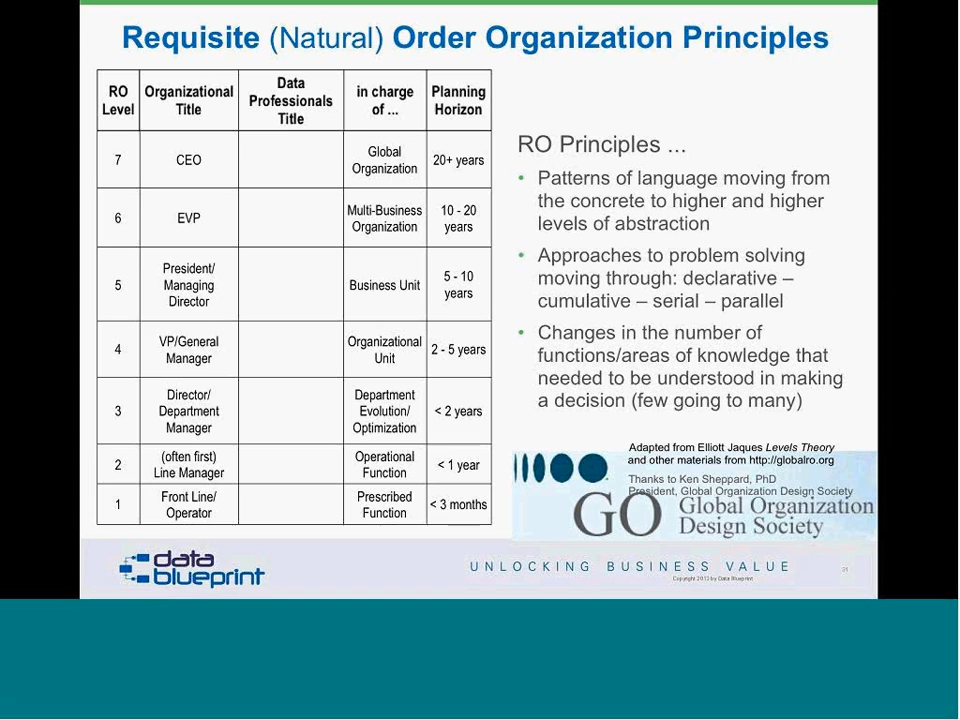 Requisite (Natural) Order Organization Principles
RO Level | Organizational Title | Data Professionals Title | in charge of ... | Planning Horizon
7 | CEO | | Global Organization | 20+ years
6 | EVP | | Multi-Business Organization | 10 - 20 years
5 | President/ Managing Director | | Business Unit | 5 - 10 years
4 | VP/General Manager | | Organizational Unit | 2 - 5 years
3 | Director/ Department Manager | | Department Evolution/ Optimization | < 2 years
2 | (often first) Line Manager | | Operational Function | < 1 year
1 | Front Line/ Operator | | Prescribed Function | < 3 months
RO Principles ...
• Patterns of language moving from
the concrete to higher and higher
levels of abstraction
• Approaches to problem solving
moving through: declarative –
cumulative – serial – parallel
• Changes in the number of
functions/areas of knowledge that
needed to be understood in making
a decision (few going to many)
Adapted from Elliott Jaques Levels Theory
and other materials from http://globalro.org
Thanks to Ken Sheppard, PhD
President, Global Organization Design Society
GO Global Organization
Design Society
data
blueprint
UNLOCKING BUSINESS VALUE
Copyright 2013 by Data Blueprint
31